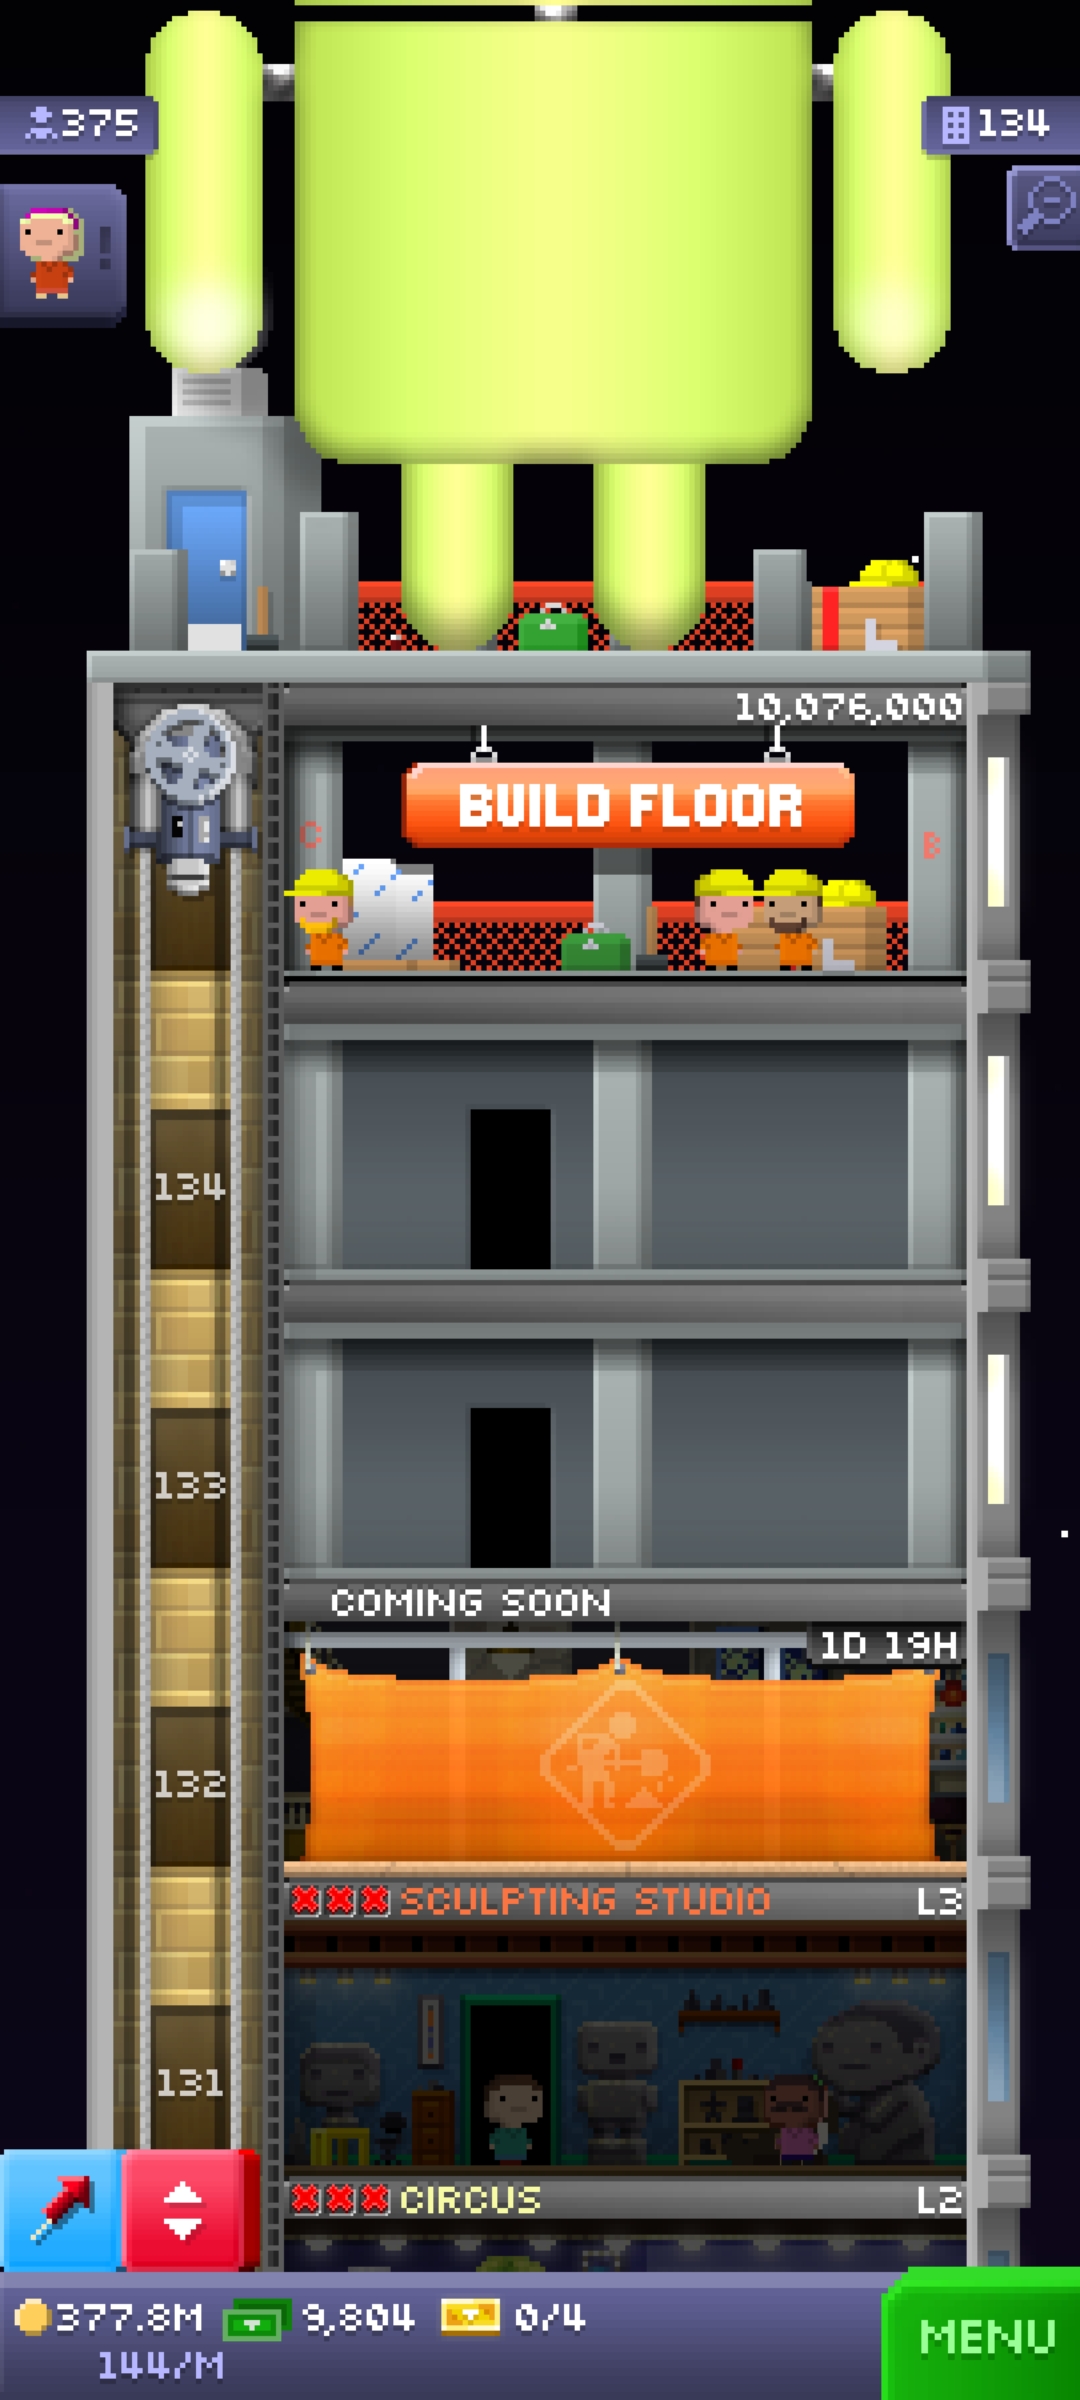 375
134
!
10,076,000
BUILD FLOOR
C
B
134
133
COMING SOON
1D 19H
132
SCULPTING STUDIO L3
131
CIRCUS L2
377.8M 9,804 0/4
144/M
MENU